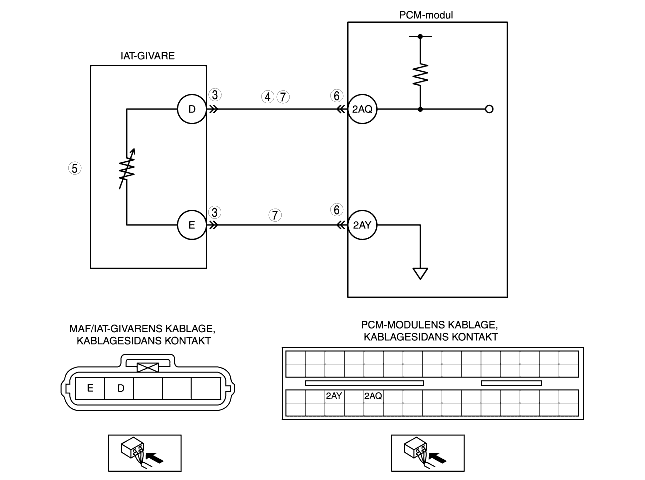 PCM-modul
IAT-GIVARE
3
4 7
6
D
2AQ
5
3
7
6
E
2AY
MAF/IAT-GIVARENS KABLAGE,
KABLAGESIDANS KONTAKT
PCM-MODULENS KABLAGE,
KABLAGESIDANS KONTAKT
E D
2AY 2AQ